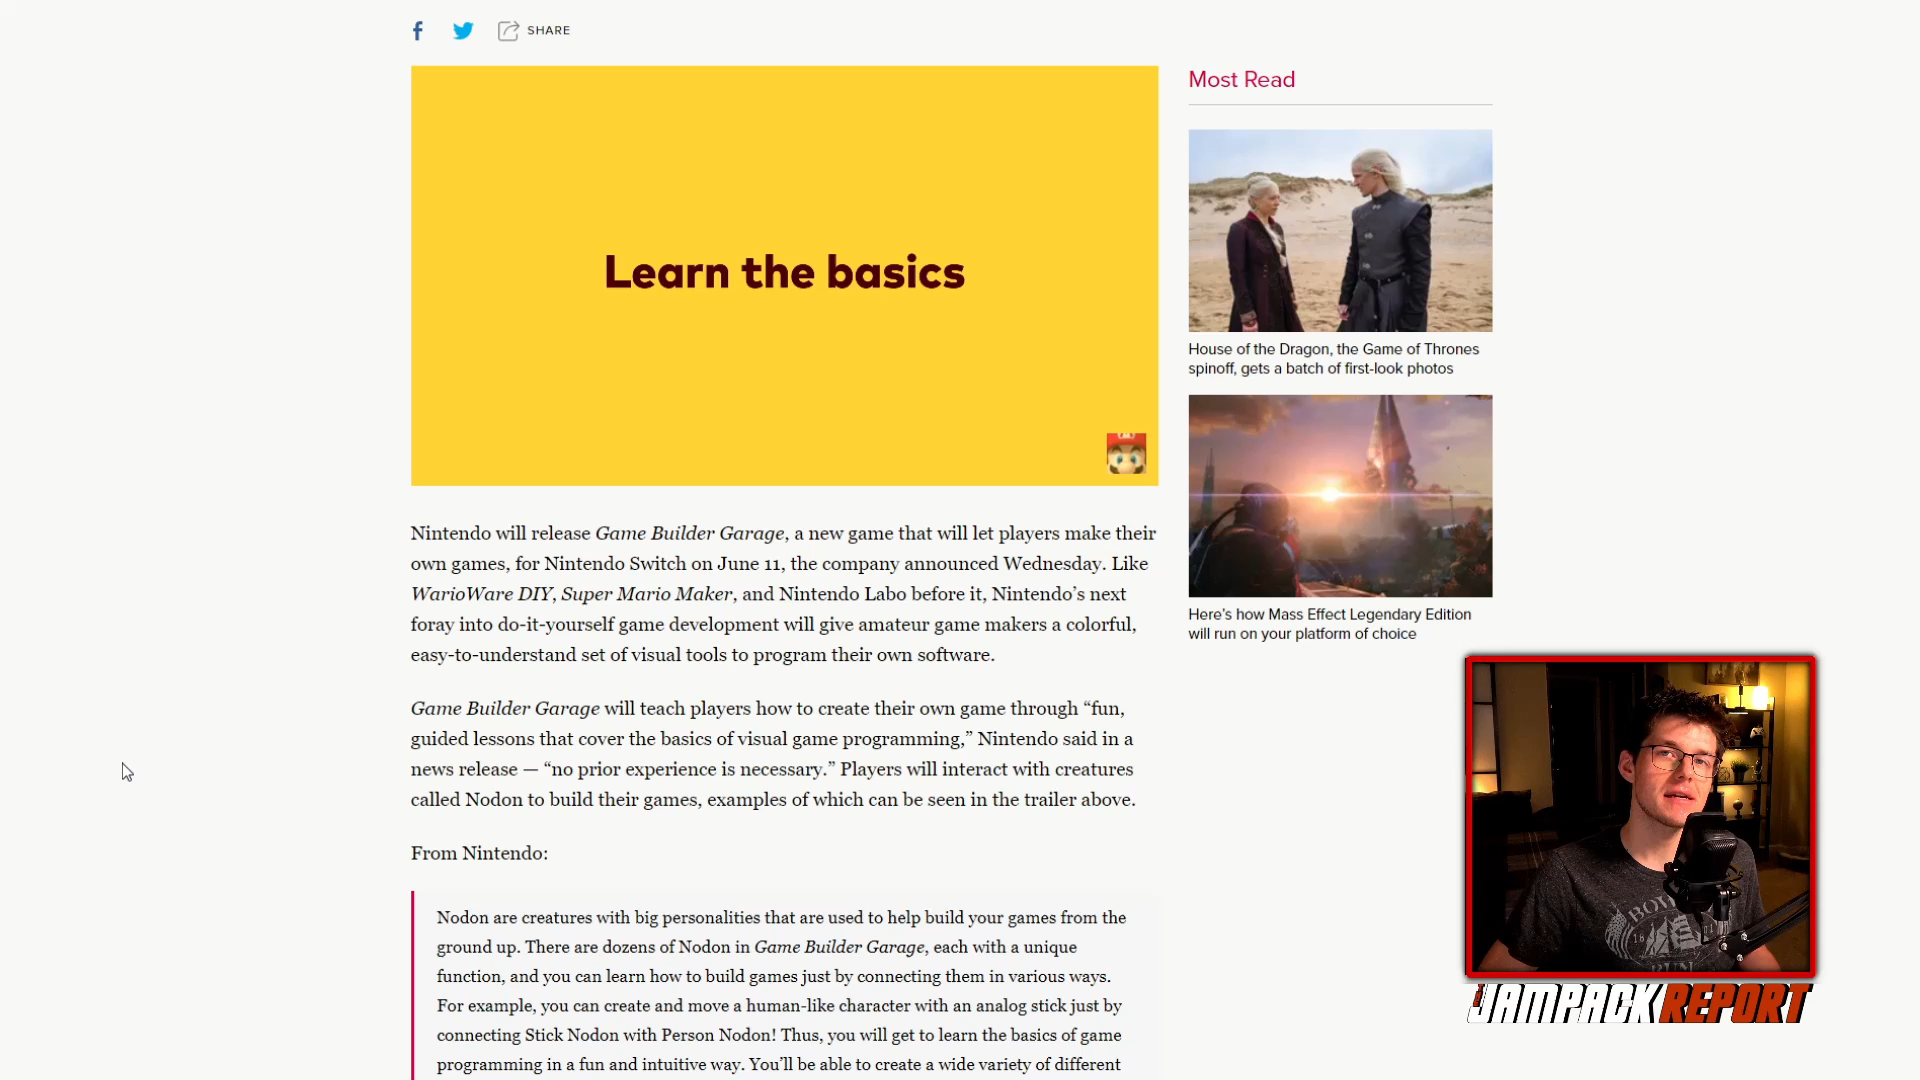 SHARE
Learn the basics
Most Read
House of the Dragon, the Game of Thrones
spinoff, gets a batch of first-look photos
Here’s how Mass Effect Legendary Edition
will run on your platform of choice
Nintendo will release Game Builder Garage, a new game that will let players make their
own games, for Nintendo Switch on June 11, the company announced Wednesday. Like
WarioWare DIY, Super Mario Maker, and Nintendo Labo before it, Nintendo’s next
foray into do-it-yourself game development will give amateur game makers a colorful,
easy-to-understand set of visual tools to program their own software.
Game Builder Garage will teach players how to create their own game through “fun,
guided lessons that cover the basics of visual game programming,” Nintendo said in a
news release — “no prior experience is necessary.” Players will interact with creatures
called Nodon to build their games, examples of which can be seen in the trailer above.
From Nintendo:
Nodon are creatures with big personalities that are used to help build your games from the
ground up. There are dozens of Nodon in Game Builder Garage, each with a unique
function, and you can learn how to build games just by connecting them in various ways.
For example, you can create and move a human-like character with an analog stick just by
connecting Stick Nodon with Person Nodon! Thus, you will get to learn the basics of game
programming in a fun and intuitive way. You’ll be able to create a wide variety of different
JAMPACK REPORT